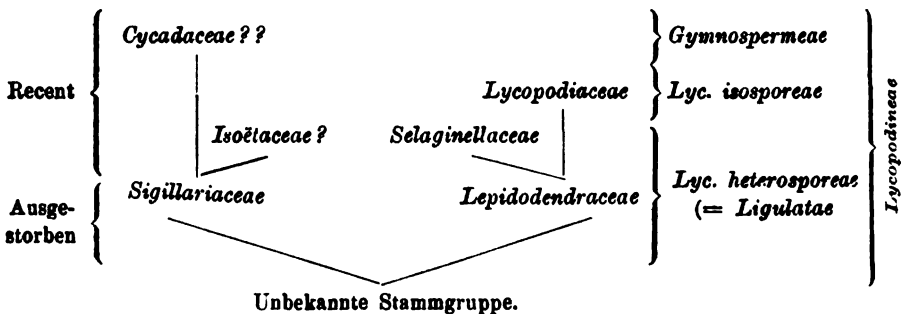 Cycadaceae ? ?
Gymnospermeae
Recent
Lycopodiaceae
Lyc. isosporeae
Isoëtaceae ?
Selaginellaceae
Sigillariaceae
Lepidodendraceae
Lyc. heterosporeae
(= Ligulatae
Ausge-
storben
Lycopodineae
Unbekannte Stammgruppe.